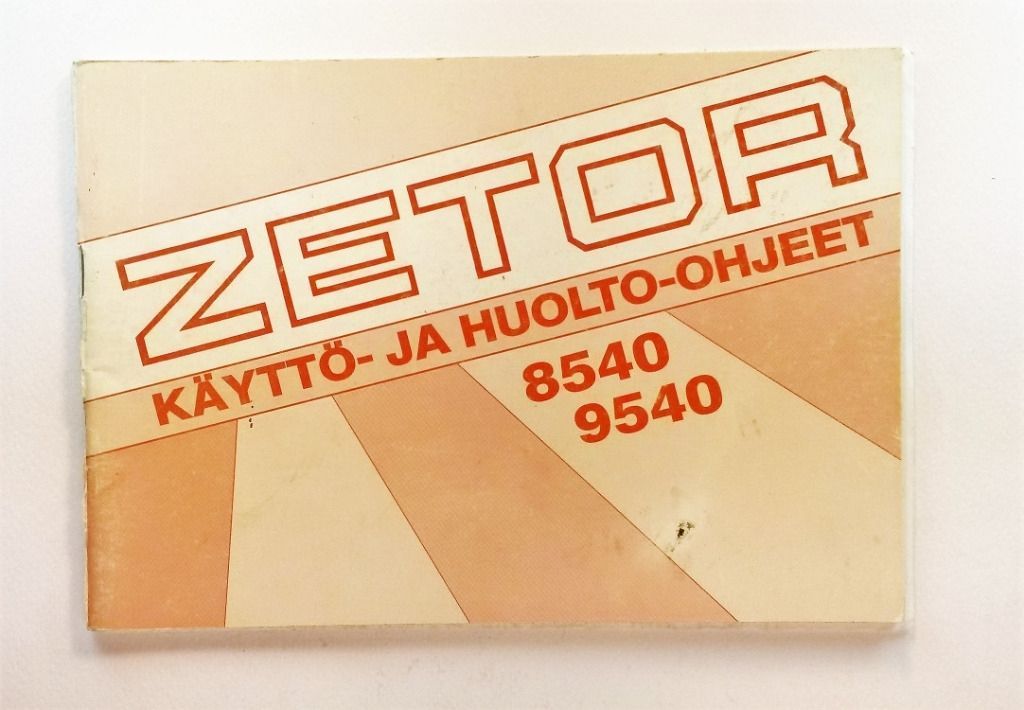 ZETOR
KÄYTTÖ- JA HUOLTO-OHJEET
8540
9540